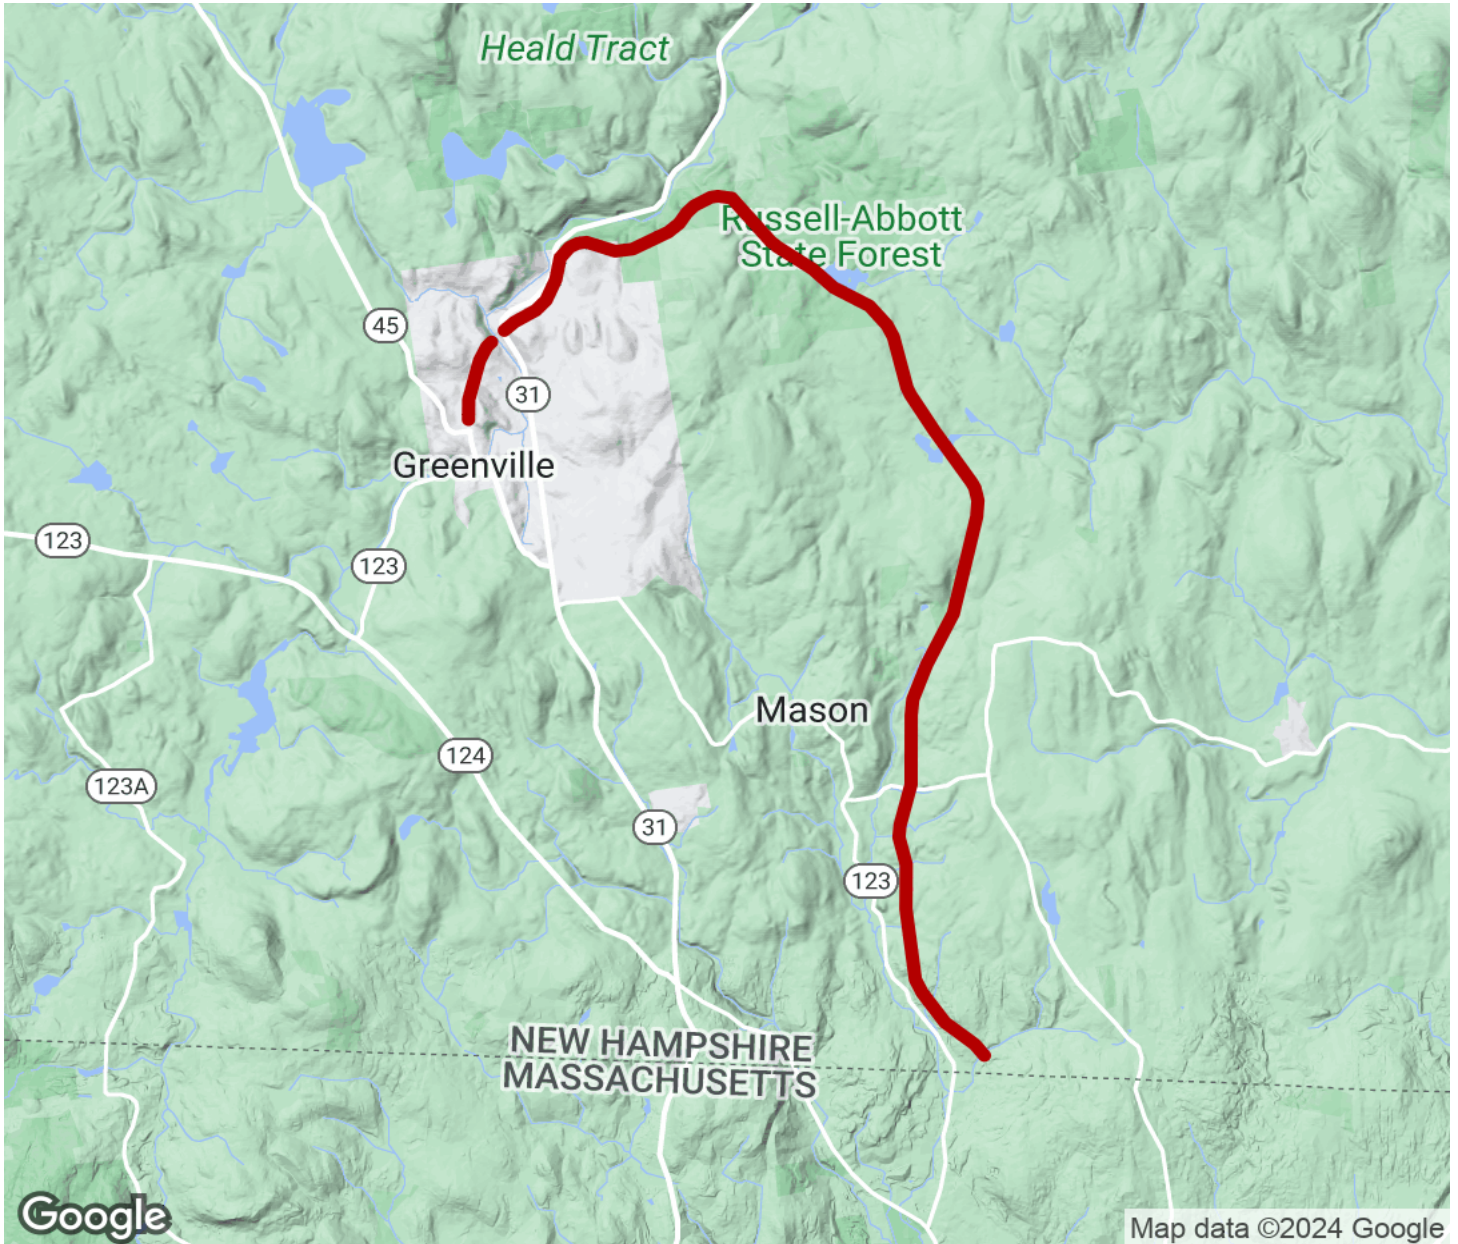 Heald Tract
Russell-Abbott
State Forest
45
31
Greenville
123
123
Mason
124
123A
31
123
NEW HAMPSHIRE
MASSACHUSETTS
Google
Map data ©2024 Google